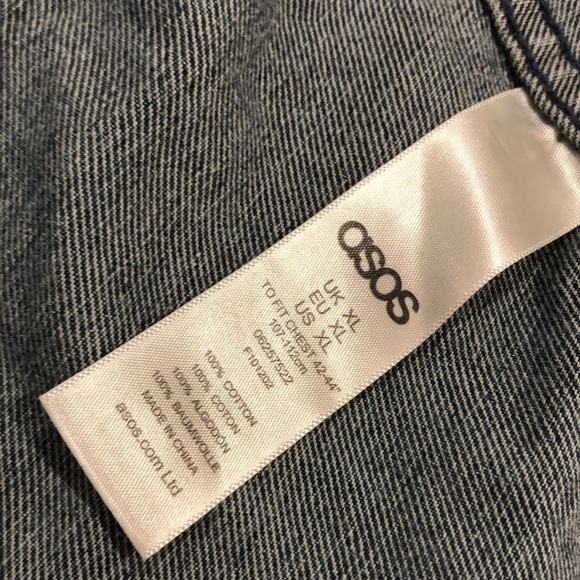 asos
UK XL
EU XL
US XL
TO FIT CHEST 42-44"
107-112cm
06257522
F101202
100% COTTON
100% COTON
100% ALGODÓN
100% BAUMWOLLE
MADE IN CHINA
asos.com Ltd